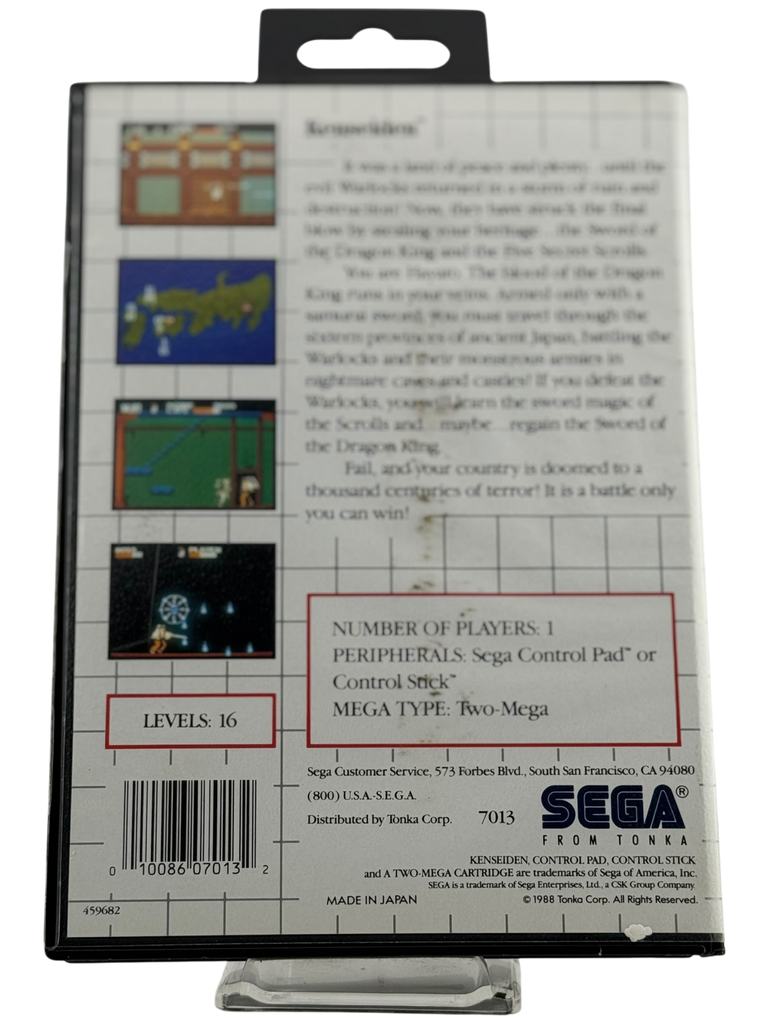 Kenseiden™
It was a land of peace and plenty...until the
evil Warlocks returned in a storm of ruin and
destruction! Now, they have struck the final
blow by stealing your heritage...the Sword of
the Dragon King and the Five Secret Scrolls.
You are Hayato. The blood of the Dragon
King runs in your veins. Armed only with a
samurai sword, you must travel through the
sixteen provinces of ancient Japan, battling the
Warlocks and their monstrous armies in
nightmare caves and castles! If you defeat the
Warlocks, you will learn the sword magic of
the Scrolls and...maybe...regain the Sword of
the Dragon King.
Fail, and your country is doomed to a
thousand centuries of terror! It is a battle only
you can win!
NUMBER OF PLAYERS: 1
PERIPHERALS: Sega Control Pad™ or
Control Stick™
MEGA TYPE: Two-Mega
LEVELS: 16
Sega Customer Service, 573 Forbes Blvd., South San Francisco, CA 94080
(800) U.S.A.-S.E.G.A.
Distributed by Tonka Corp. 7013
SEGA®
FROM TONKA
0 10086 07013 2
KENSEIDEN, CONTROL PAD, CONTROL STICK
and A TWO-MEGA CARTRIDGE are trademarks of Sega of America, Inc.
SEGA is a trademark of Sega Enterprises, Ltd., a CSK Group Company.
MADE IN JAPAN © 1988 Tonka Corp. All Rights Reserved.
459682